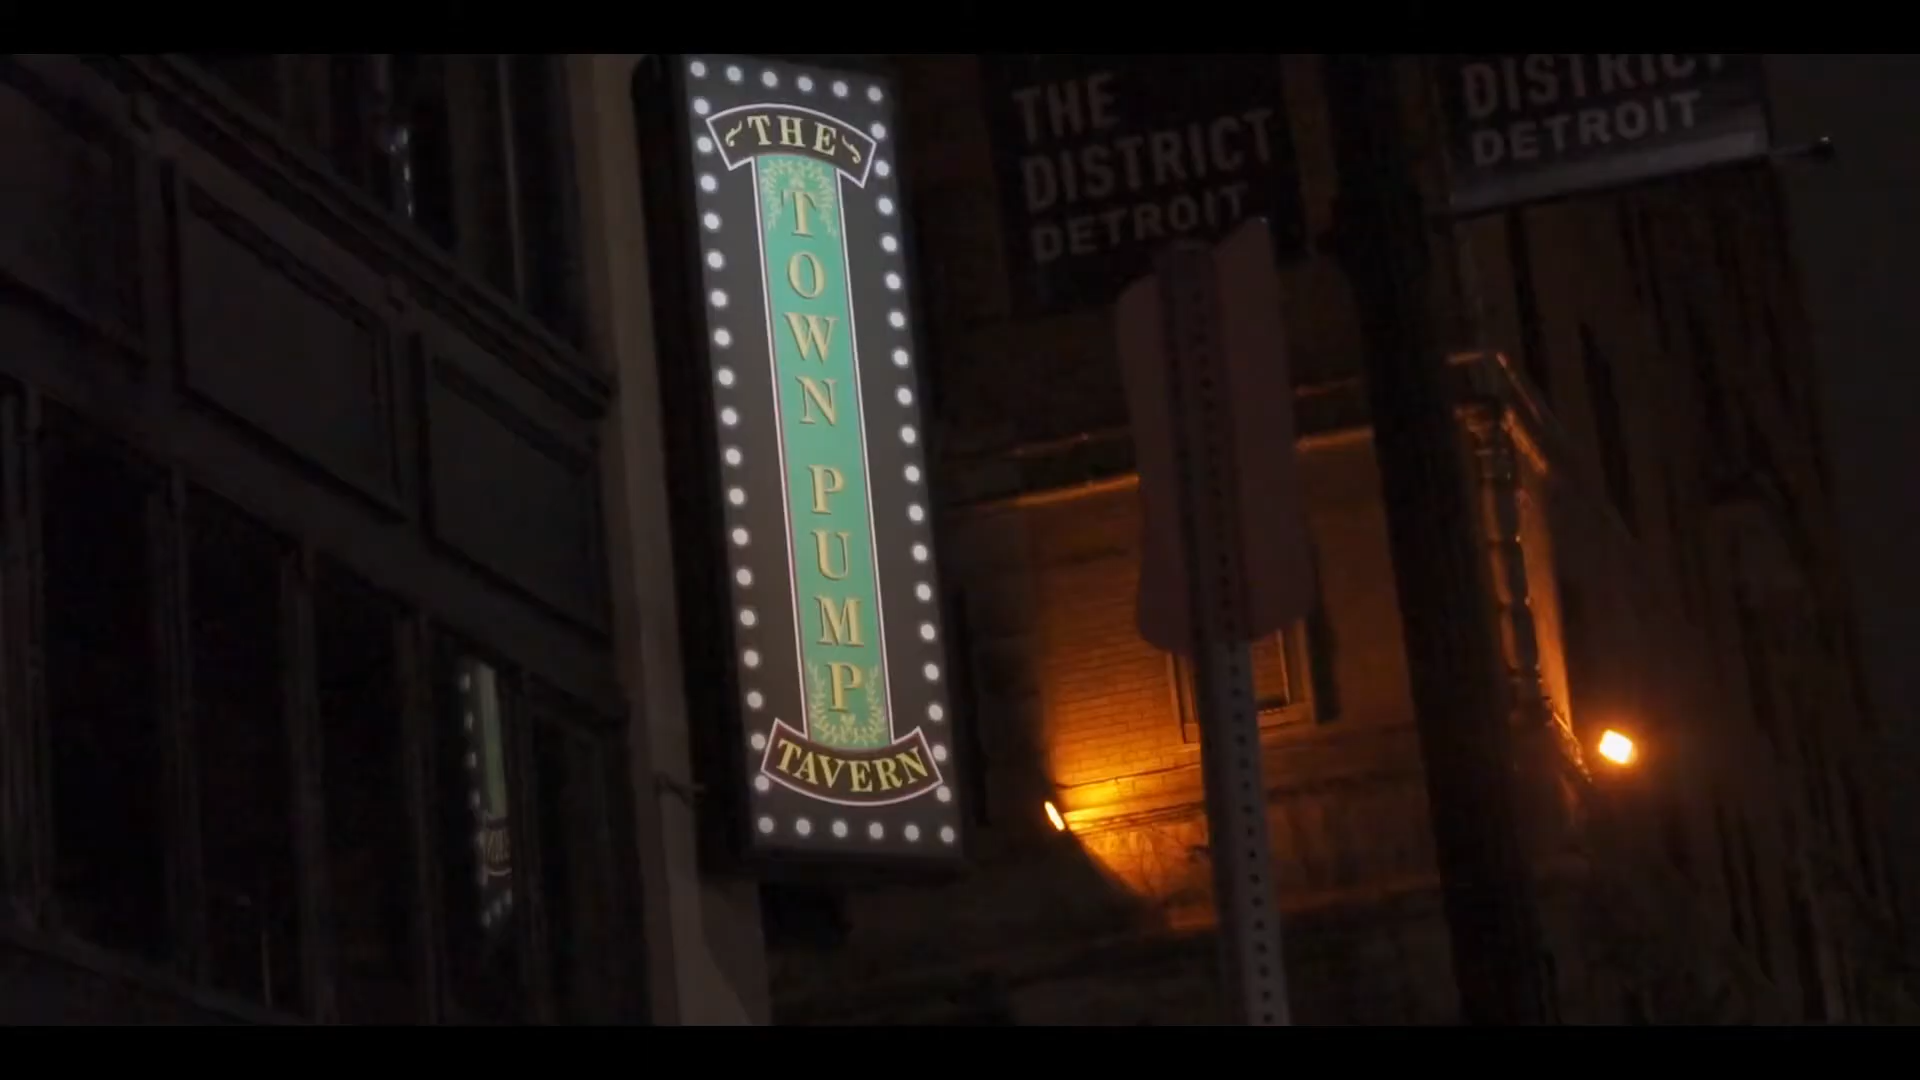 THE
TOWN PUMP
TAVERN
THE
DISTRICT
DETROIT
DISTRICT
DETROIT